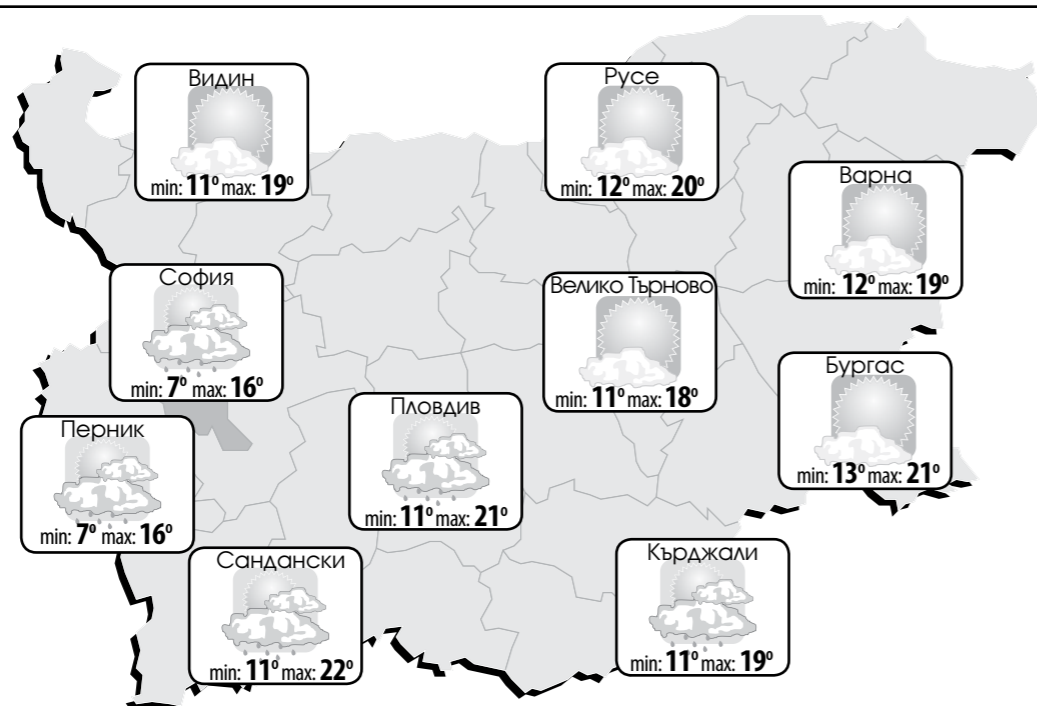 Видин
min: 11° max: 19°
Русе
min: 12° max: 20°
Варна
min: 12° max: 19°
София
min: 7° max: 16°
Велико Търново
min: 11° max: 18°
Бургас
min: 13° max: 21°
Пловдив
min: 11° max: 21°
Перник
min: 7° max: 16°
Сандански
min: 11° max: 22°
Кърджали
min: 11° max: 19°